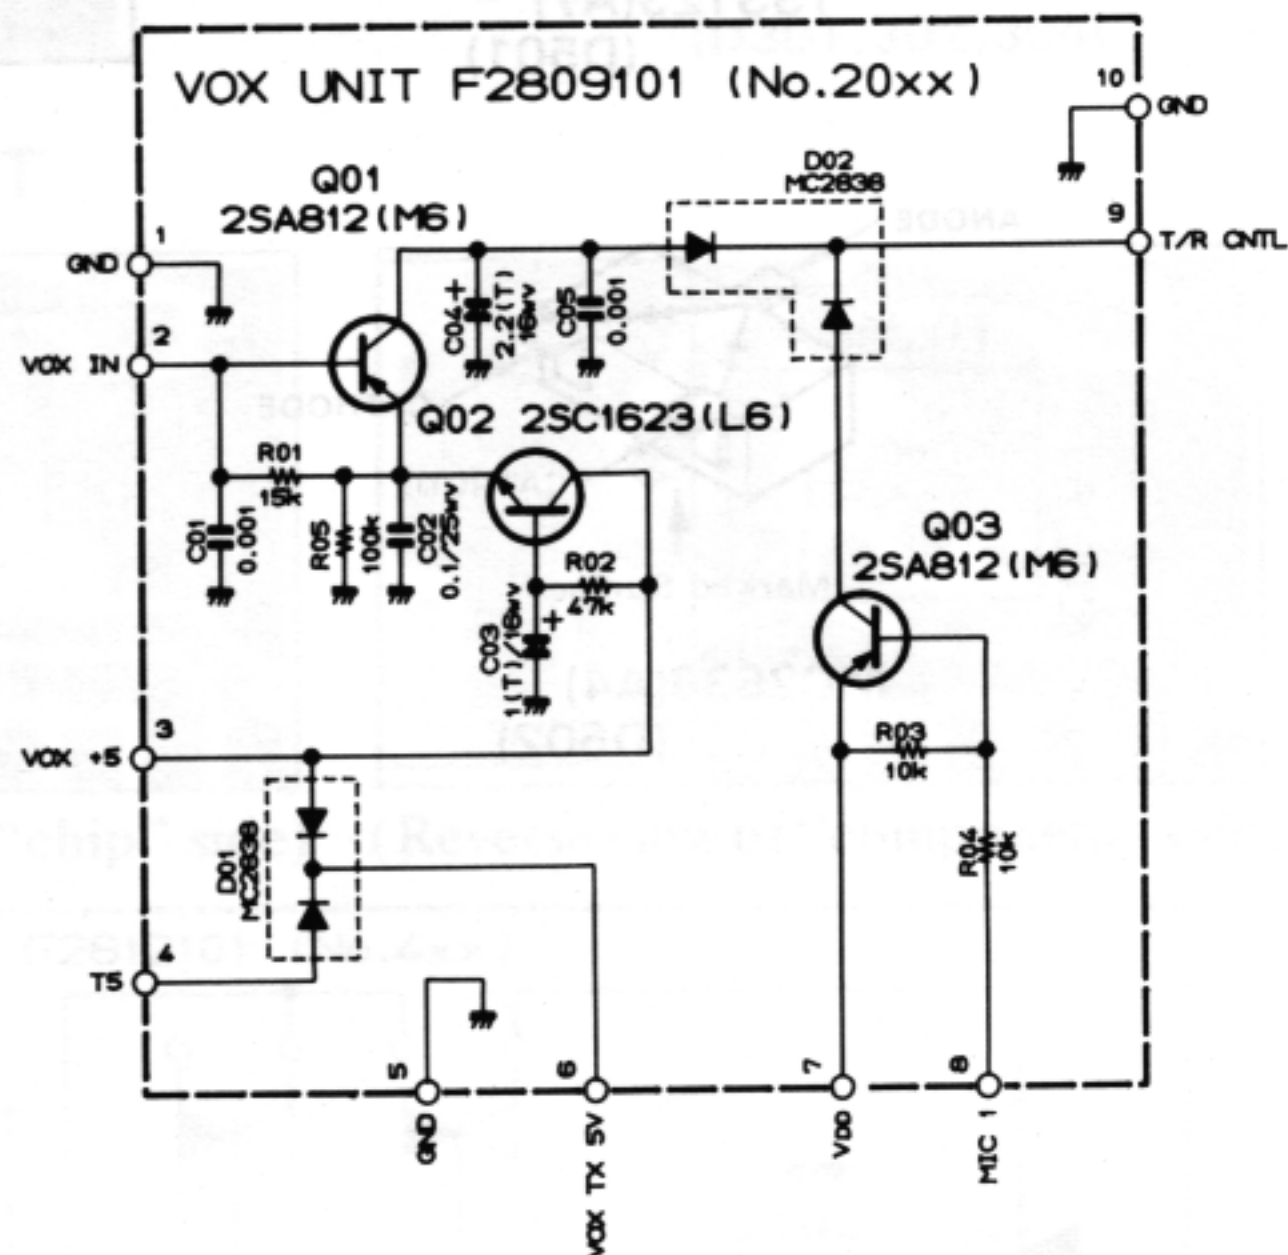 VOX UNIT F2809101 (No.20xx)
10
GND
D02
MC2838
Q01
2SA812(M6)
9
T/R CNTL
1
GND
2
VOX IN
C04 +
2.2(T)
16wv
C05
0.001
Q02 2SC1623(L6)
R01
15k
C01
0.001
R05
100k
C02
0.1/25wv
R02
47k
Q03
2SA812(M6)
C03
1(T)/16wv
+
3
VOX +5
R03
10k
R04
10k
D01
MC2838
4
T5
5
GND
6
VOX TX 5V
7
VDD
8
MIC 1